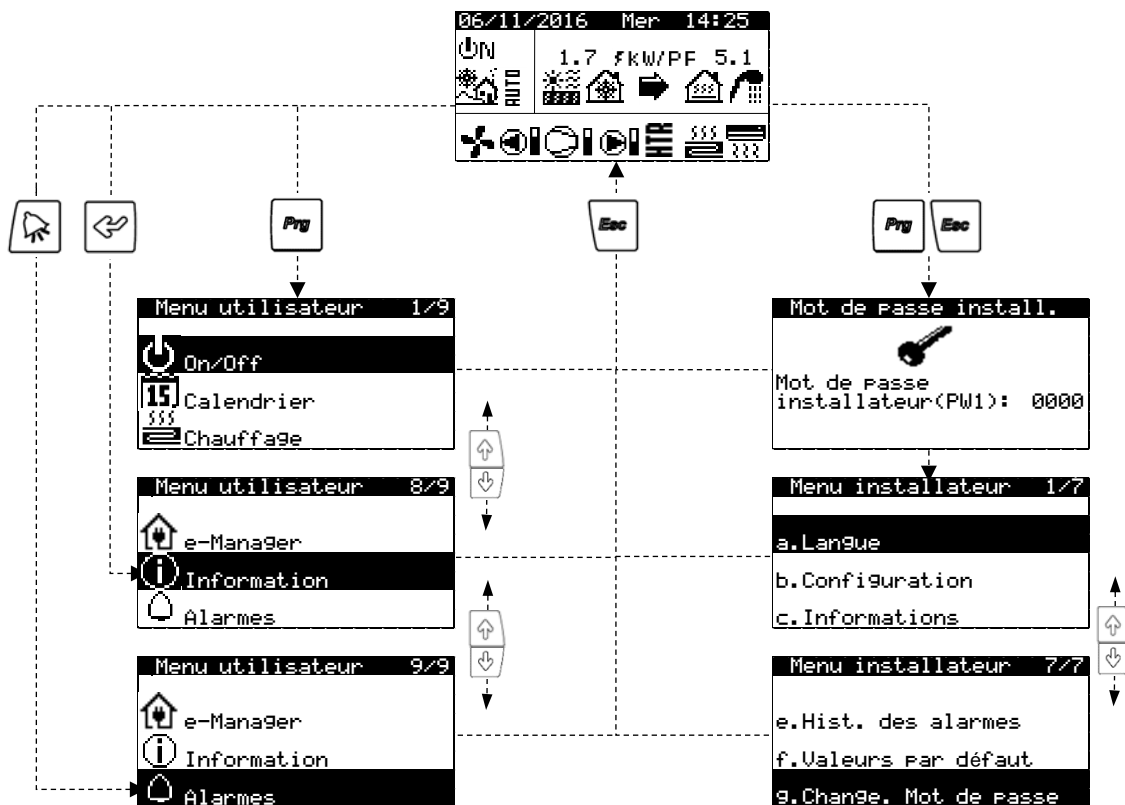 06/11/2016 Mer 14:25
ON
1.7 kW/PF 5.1
AUTO
HTR
Prg
Esc
Prg
Esc
Menu utilisateur 1/9
On/Off
15
Calendrier
Chauffage
Menu utilisateur 8/9
e-Manager
Information
Alarmes
Menu utilisateur 9/9
e-Manager
Information
Alarmes
Mot de passe install.
Mot de passe
installateur(PW1): 0000
Menu installateur 1/7
a.Langue
b.Configuration
c.Informations
Menu installateur 7/7
e.Hist. des alarmes
f.Valeurs par défaut
g.Change. Mot de passe